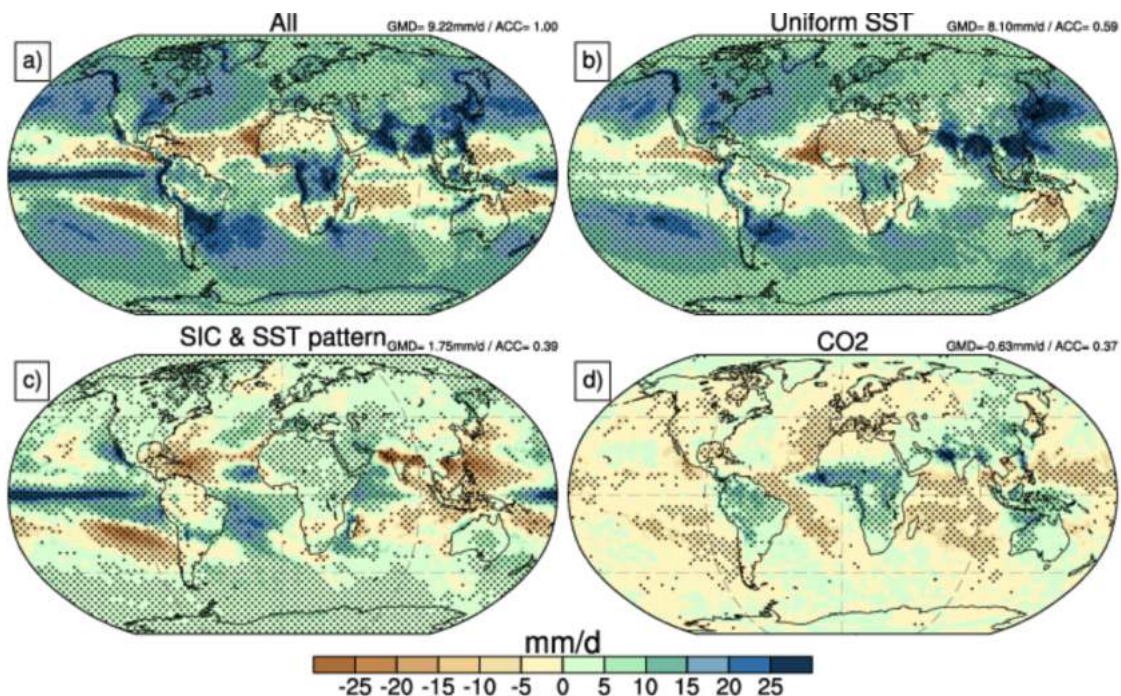 All GMD= 9.22mm/d / ACC= 1.00
Uniform SST GMD= 8.10mm/d / ACC= 0.59
a)
b)
SIC & SST pattern GMD= 1.75mm/d / ACC= 0.39
CO2 GMD=-0.63mm/d / ACC= 0.37
c)
d)
mm/d
-25 -20 -15 -10 -5 0 5 10 15 20 25